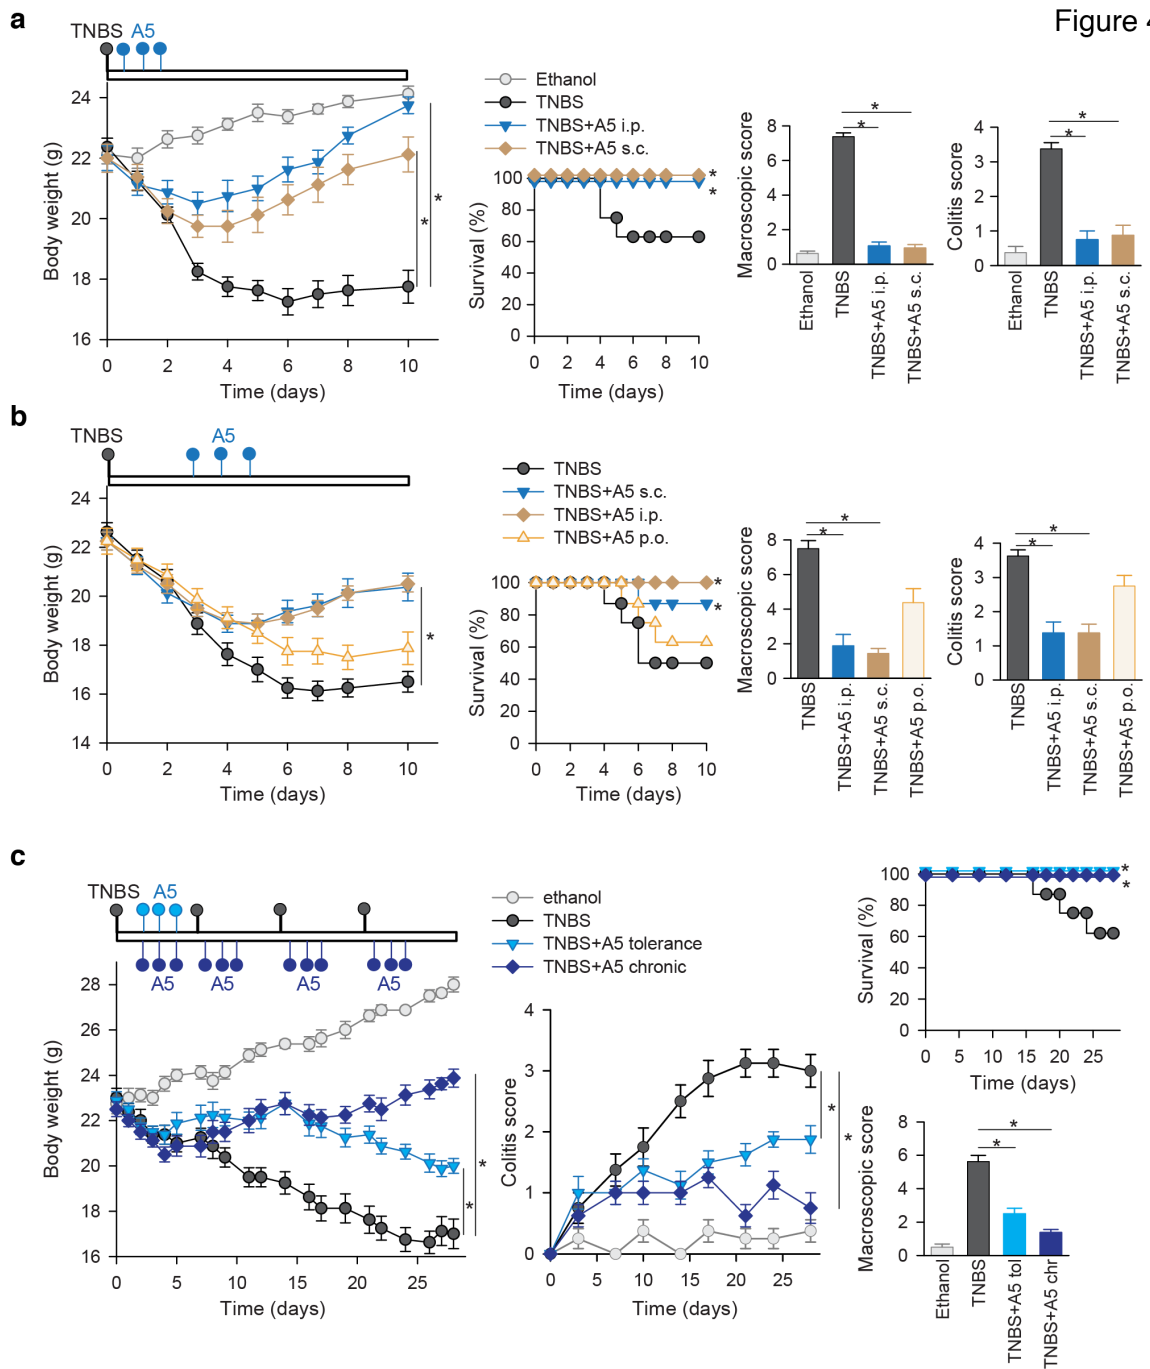 a
Figure 4
TNBS A5
24
22
20
18
16
Body weight (g)
0 2 4 6 8 10
Time (days)
*
*
Ethanol
TNBS
TNBS+A5 i.p.
TNBS+A5 s.c.
100
80
60
40
20
0
Survival (%)
*
*
0 2 4 6 8 10
Time (days)
Macroscopic score
8
6
4
2
0
*
*
Ethanol
TNBS
TNBS+A5 i.p.
TNBS+A5 s.c.
Colitis score
4
3
2
1
0
*
*
Ethanol
TNBS
TNBS+A5 i.p.
TNBS+A5 s.c.
b
TNBS A5
24
22
20
18
16
14
Body weight (g)
0 2 4 6 8 10
Time (days)
*
TNBS
TNBS+A5 s.c.
TNBS+A5 i.p.
TNBS+A5 p.o.
100
80
60
40
20
0
Survival (%)
*
*
0 2 4 6 8 10
Time (days)
Macroscopic score
8
6
4
2
0
*
*
TNBS
TNBS+A5 i.p.
TNBS+A5 s.c.
TNBS+A5 p.o.
Colitis score
4
3
2
1
0
*
*
TNBS
TNBS+A5 i.p.
TNBS+A5 s.c.
TNBS+A5 p.o.
c
TNBS A5
A5 A5 A5 A5
28
26
24
22
20
18
16
Body weight (g)
0 5 10 15 20 25
Time (days)
*
*
ethanol
TNBS
TNBS+A5 tolerance
TNBS+A5 chronic
4
3
2
1
0
Colitis score
0 5 10 15 20 25
Time (days)
*
*
100
80
60
40
20
0
Survival (%)
*
*
0 5 10 15 20 25
Time (days)
Macroscopic score
8
6
4
2
0
*
*
Ethanol
TNBS
TNBS+A5 tol
TNBS+A5 chr